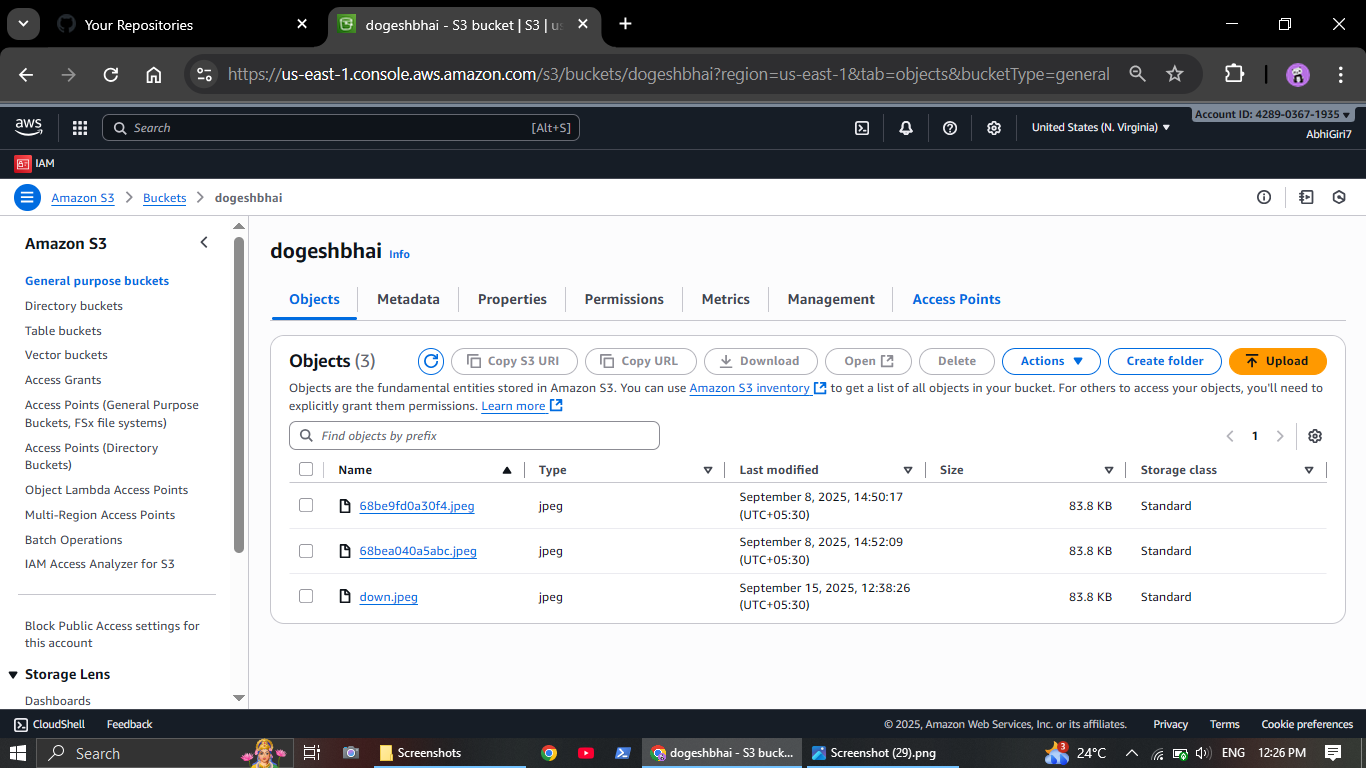 Your Repositories
dogeshbhai - S3 bucket | S3 | us
https://us-east-1.console.aws.amazon.com/s3/buckets/dogeshbhai?region=us-east-1&tab=objects&bucketType=general
aws
Search
[Alt+S]
United States (N. Virginia)
Account ID: 4289-0367-1935
AbhiGiri7
IAM
Amazon S3
Buckets
dogeshbhai
Amazon S3
General purpose buckets
Directory buckets
Table buckets
Vector buckets
Access Grants
Access Points (General Purpose
Buckets, FSx file systems)
Access Points (Directory
Buckets)
Object Lambda Access Points
Multi-Region Access Points
Batch Operations
IAM Access Analyzer for S3
Block Public Access settings for
this account
Storage Lens
Dashboards
dogeshbhai Info
Objects Metadata Properties Permissions Metrics Management Access Points
Objects (3)
Copy S3 URI Copy URL Download Open Delete Actions Create folder Upload
Objects are the fundamental entities stored in Amazon S3. You can use Amazon S3 inventory to get a list of all objects in your bucket. For others to access your objects, you'll need to
explicitly grant them permissions. Learn more
Find objects by prefix
1
Name Type Last modified Size Storage class
68be9fd0a30f4.jpeg jpeg September 8, 2025, 14:50:17 83.8 KB Standard
(UTC+05:30)
68bea040a5abc.jpeg jpeg September 8, 2025, 14:52:09 83.8 KB Standard
(UTC+05:30)
down.jpeg jpeg September 15, 2025, 12:38:26 83.8 KB Standard
(UTC+05:30)
CloudShell Feedback © 2025, Amazon Web Services, Inc. or its affiliates. Privacy Terms Cookie preferences
Search
Screenshots
dogeshbhai - S3 buck...
Screenshot (29).png
3
24°C
ENG
12:26 PM